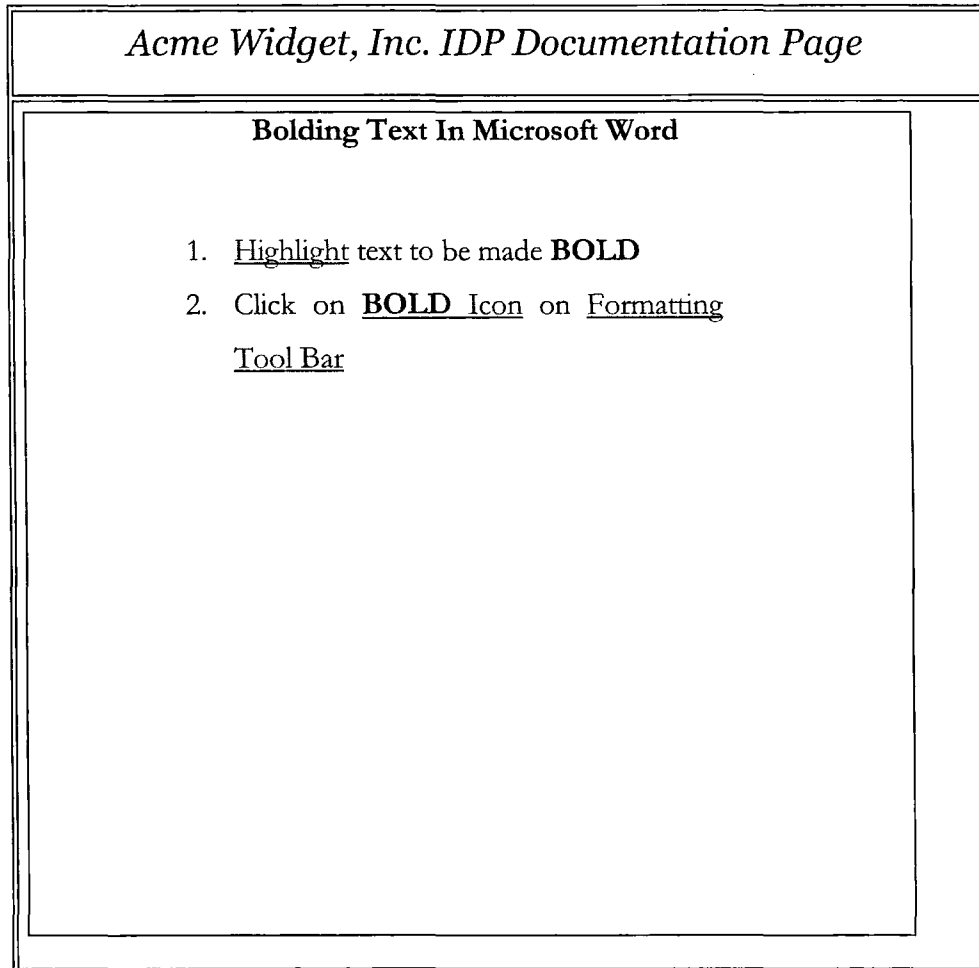 Acme Widget, Inc. IDP Documentation Page
Bolding Text In Microsoft Word
1. Highlight text to be made BOLD
2. Click on BOLD Icon on Formatting
Tool Bar